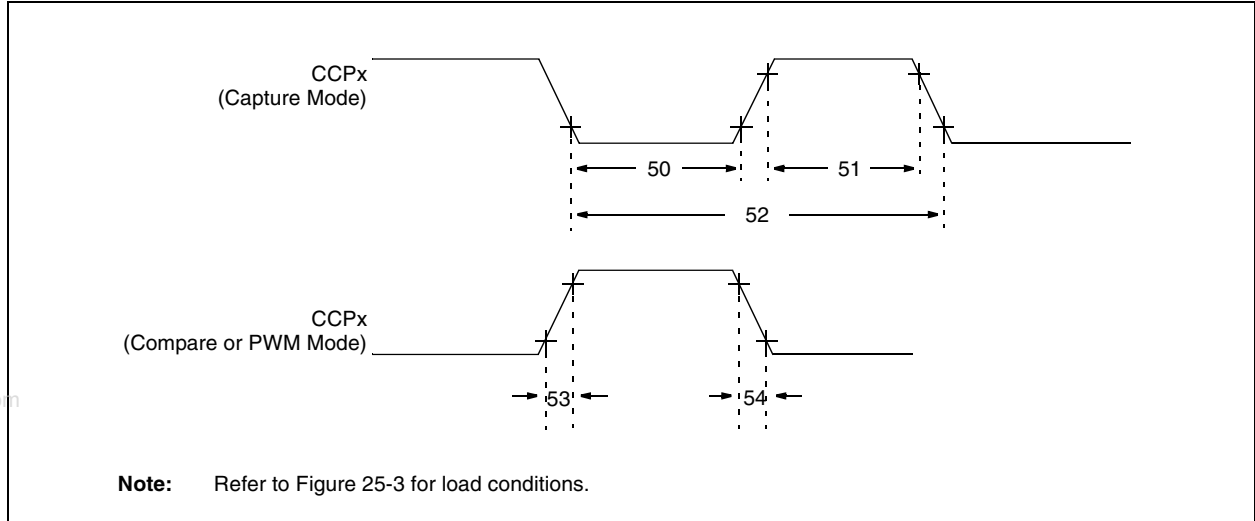 CCPx
(Capture Mode)
50
51
52
CCPx
(Compare or PWM Mode)
53
54
om
Note: Refer to Figure 25-3 for load conditions.